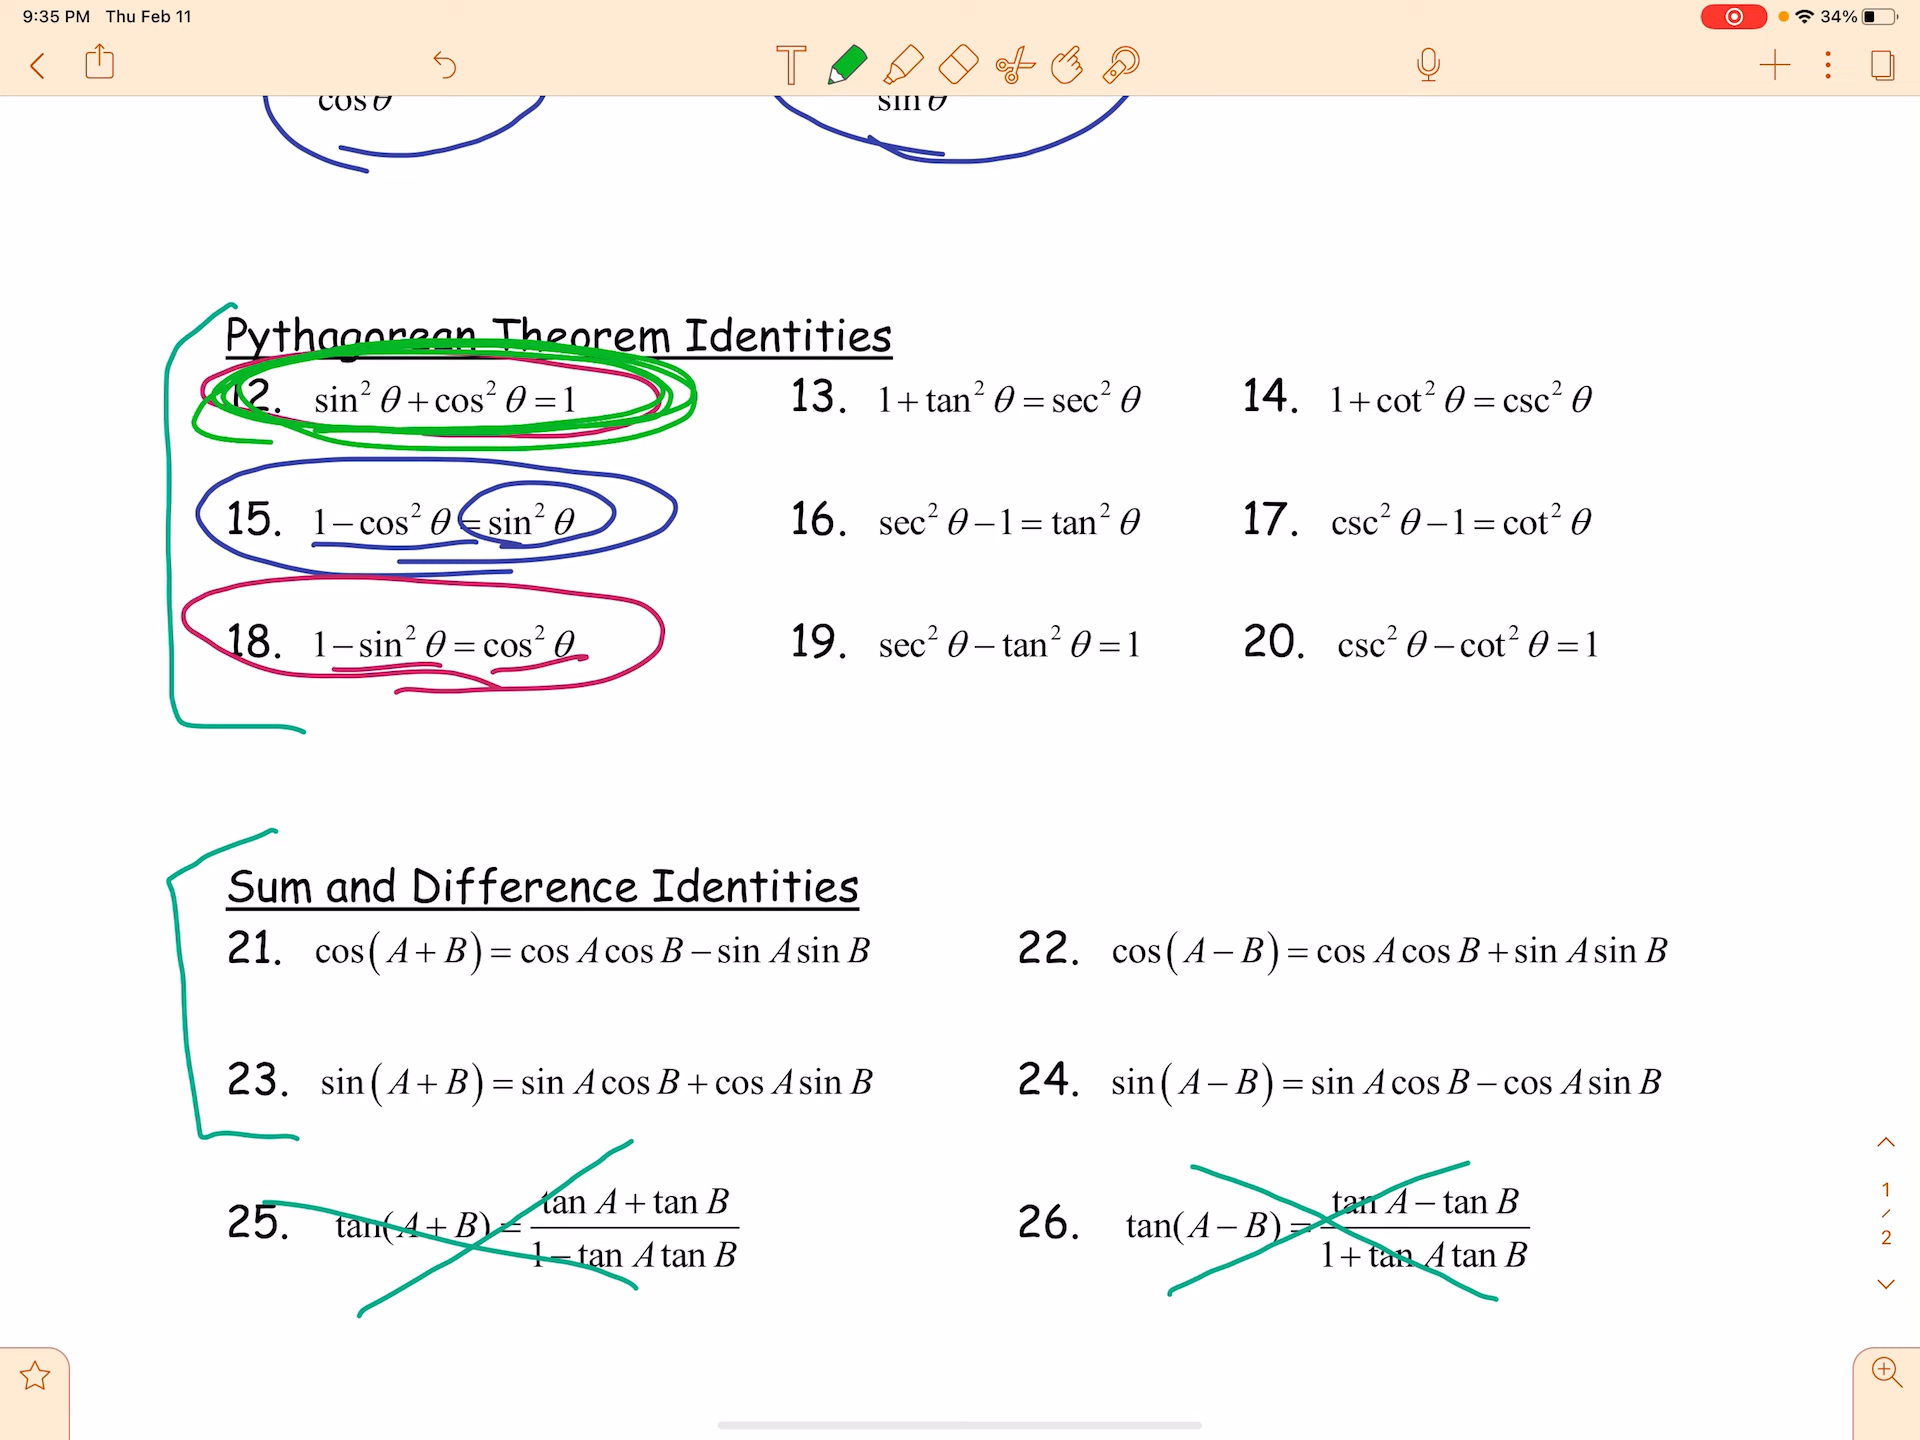 9:35 PM Thu Feb 11 34%
T
cos θ sin θ
Pythagorean Theorem Identities
12. sin² θ + cos² θ = 1 13. 1 + tan² θ = sec² θ 14. 1 + cot² θ = csc² θ
15. 1 − cos² θ = sin² θ 16. sec² θ − 1 = tan² θ 17. csc² θ − 1 = cot² θ
18. 1 − sin² θ = cos² θ 19. sec² θ − tan² θ = 1 20. csc² θ − cot² θ = 1
Sum and Difference Identities
21. cos(A + B) = cos A cos B − sin A sin B 22. cos(A − B) = cos A cos B + sin A sin B
23. sin(A + B) = sin A cos B + cos A sin B 24. sin(A − B) = sin A cos B − cos A sin B
25. tan(A + B) = (tan A + tan B)/(1 − tan A tan B) 26. tan(A − B) = (tan A − tan B)/(1 + tan A tan B)
1 / 2